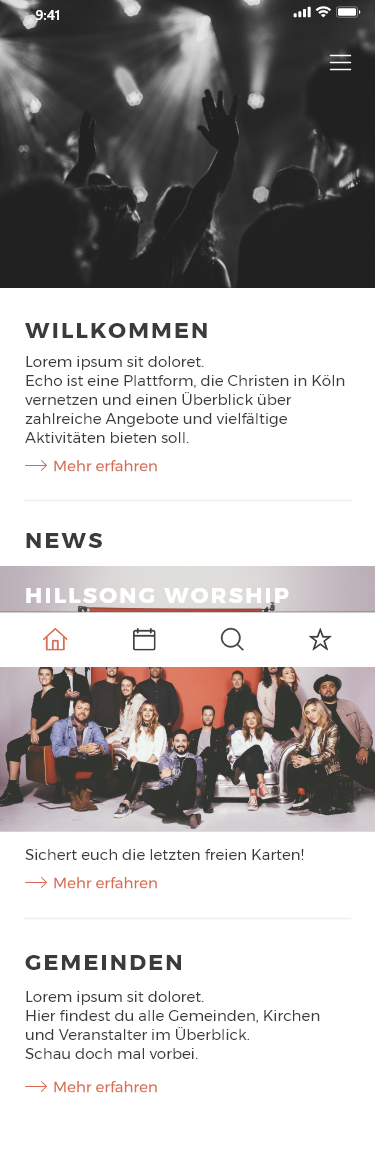 9:41
WILLKOMMEN
Lorem ipsum sit doloret.
Echo ist eine Plattform, die Christen in Köln
vernetzen und einen Überblick über
zahlreiche Angebote und vielfältige
Aktivitäten bieten soll.
Mehr erfahren
NEWS
HILLSONG WORSHIP
Sichert euch die letzten freien Karten!
Mehr erfahren
GEMEINDEN
Lorem ipsum sit doloret.
Hier findest du alle Gemeinden, Kirchen
und Veranstalter im Überblick.
Schau doch mal vorbei.
Mehr erfahren